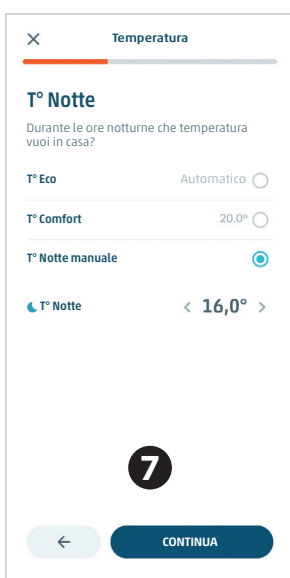 Temperatura
T° Notte
Durante le ore notturne che temperatura
vuoi in casa?
T° Eco Automatico
T° Comfort 20.0°
T° Notte manuale
T° Notte < 16,0° >
7
CONTINUA